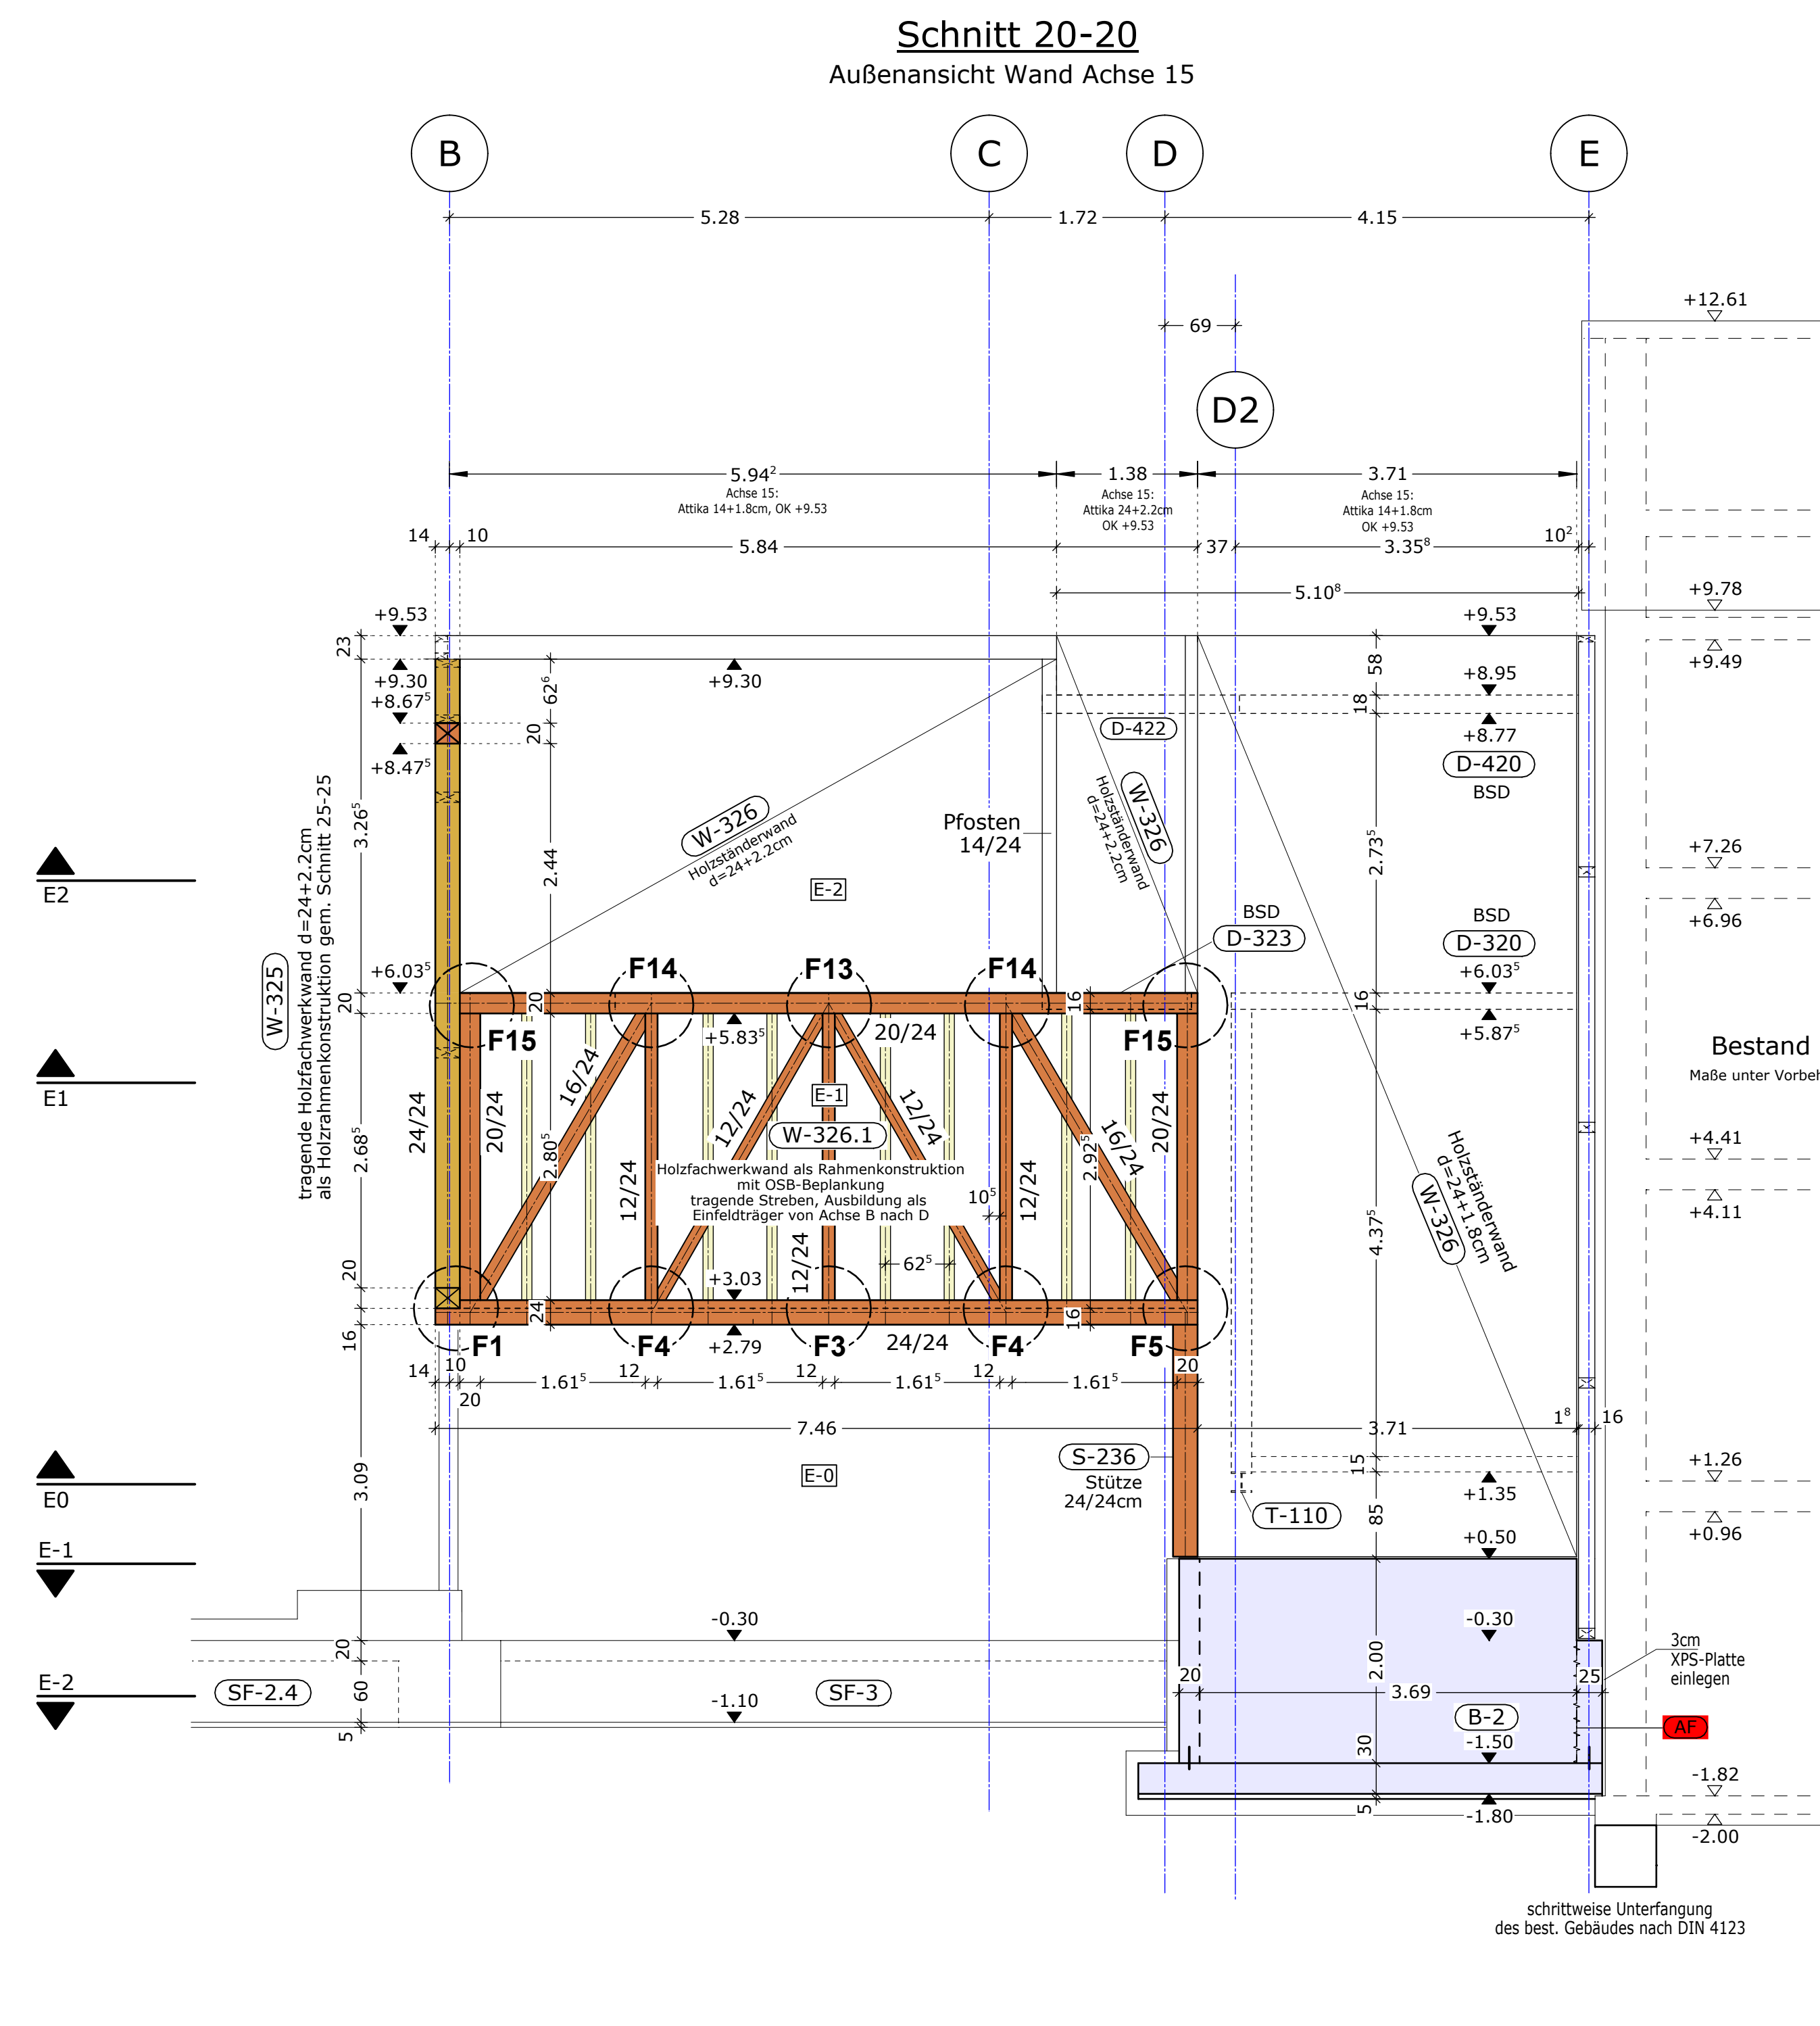 Schnitt 20-20
Außenansicht Wand Achse 15
B
C
D
E
5.28
1.72
4.15
+12.61
69
D2
5.94²
1.38
3.71
Achse 15:
Attika 14+1.8cm, OK +9.53
Achse 15:
Attika 24+2.2cm
OK +9.53
Achse 15:
Attika 14+1.8cm
OK +9.53
14
10
5.84
37
3.35⁸
10²
5.10⁸
+9.78
+9.53
+9.53
23
58
+9.49
+9.30
+9.30
+8.95
+8.67⁵
62⁶
18
20
D-422
+8.77
+8.47⁵
D-420
BSD
W-326
Holzständerwand
d=24+2.2cm
W-326
Holzständerwand
d=24+2.2cm
Pfosten
14/24
3.26⁵
2.44
2.73⁵
+7.26
E2
E-2
BSD
D-323
BSD
D-320
+6.96
tragende Holzfachwerkwand d=24+2.2cm
als Holzrahmenkonstruktion gem. Schnitt 25-25
W-325
+6.03⁵
F14
F13
F14
+6.03⁵
20
20
16
16
F15
+5.83⁵
20/24
F15
+5.87⁵
Bestand
Maße unter Vorbeh
E1
16/24
E-1
12/24
12/24
24/24
20/24
16/24
20/24
W-326.1
2.68⁵
2.80⁵
2.92⁵
+4.41
Holzfachwerkwand als Rahmenkonstruktion
mit OSB-Beplankung
tragende Streben, Ausbildung als
Einfeldträger von Achse B nach D
12/24
10⁵
12/24
4.37⁵
W-326
Holzständerwand
d=24+1.8cm
+4.11
12/24
62⁵
20
+3.03
24
16
16
F1
F4
+2.79
F3
24/24
F4
F5
14
10
20
1.61⁵
12
1.61⁵
12
1.61⁵
12
1.61⁵
20
7.46
3.71
1⁸
16
3.09
E-0
S-236
Stütze
24/24cm
15
+1.35
+1.26
E0
T-110
85
+0.96
E-1
+0.50
-0.30
-0.30
20
2.00
3cm
XPS-Platte
einlegen
E-2
SF-2.4
SF-3
60
-1.10
5
20
3.69
25
B-2
AF
30
-1.50
-1.82
5
-1.80
-2.00
schrittweise Unterfangung
des best. Gebäudes nach DIN 4123